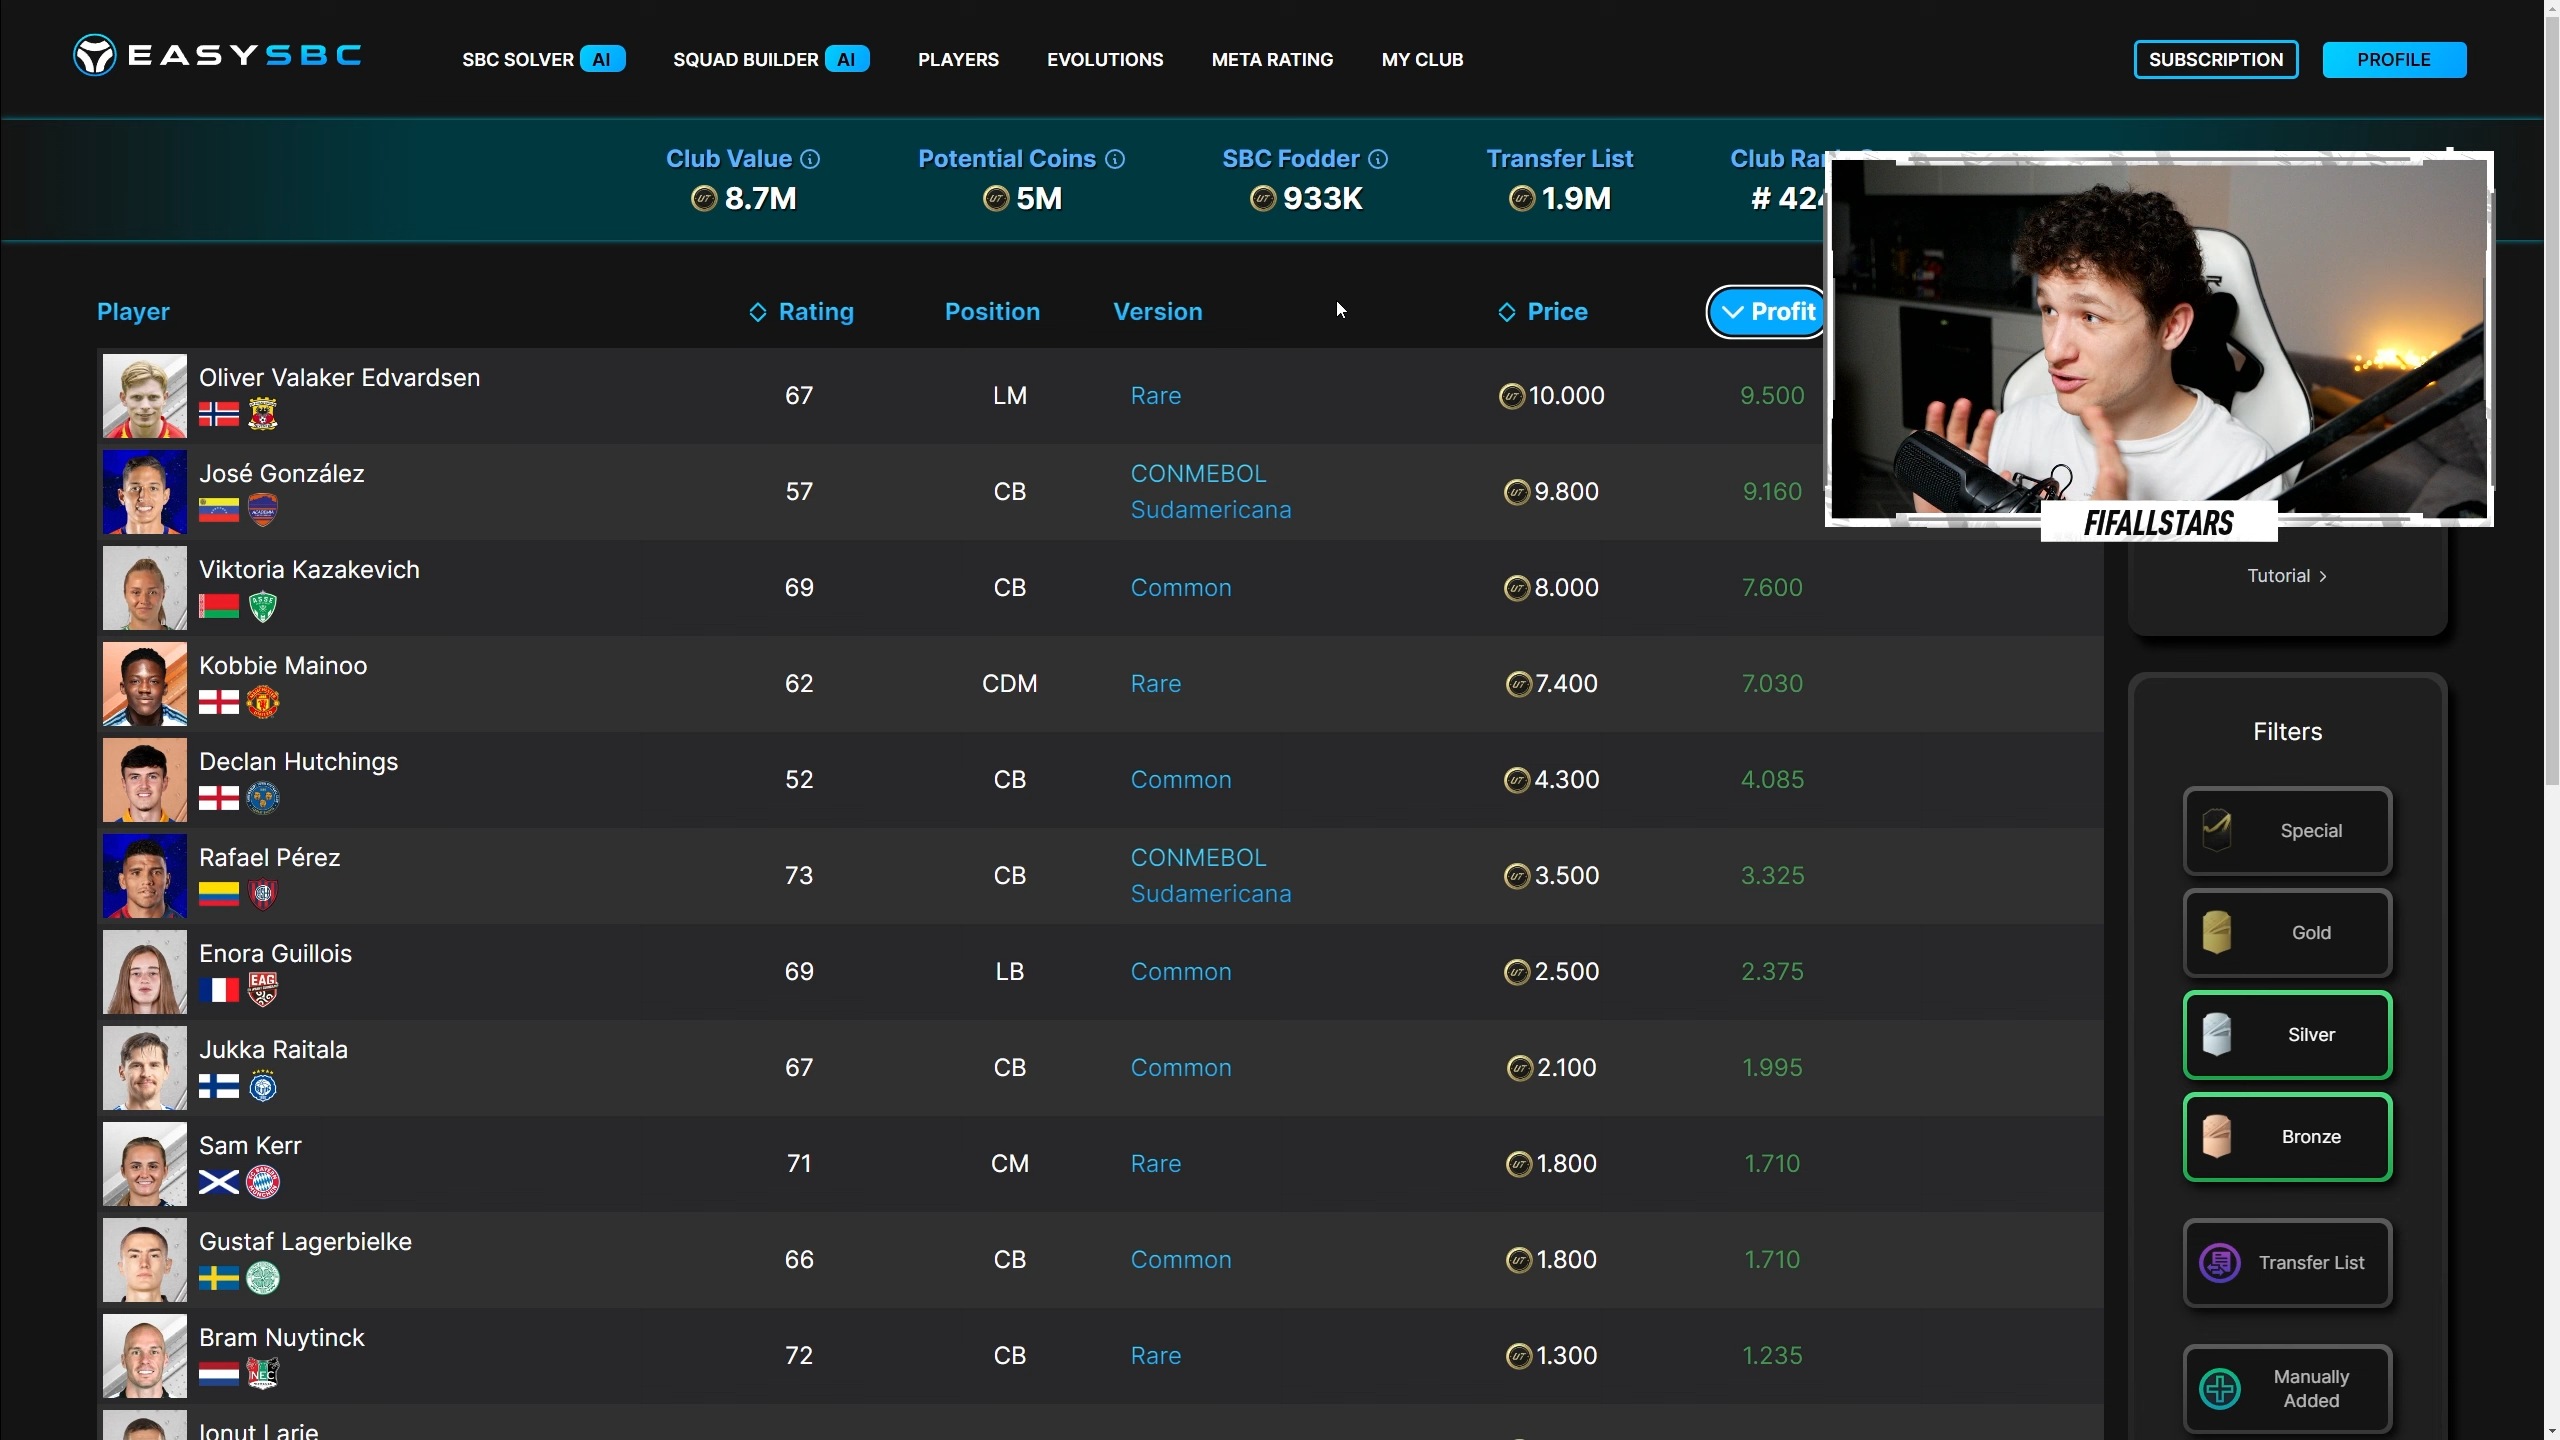 EASYSBC
SBC SOLVER AI SQUAD BUILDER AI PLAYERS EVOLUTIONS META RATING MY CLUB SUBSCRIPTION PROFILE
Club Value Potential Coins SBC Fodder Transfer List Club
8.7M 5M 933K 1.9M # 424
Player Rating Position Version Price Profit
Oliver Valaker Edvardsen 67 LM Rare 10.000 9.500
José González 57 CB CONMEBOL Sudamericana 9.800 9.160
FIFALLSTARS
Viktoria Kazakevich 69 CB Common 8.000 7.600
Tutorial >
Kobbie Mainoo 62 CDM Rare 7.400 7.030
Filters
Declan Hutchings 52 CB Common 4.300 4.085
Special
Rafael Pérez 73 CB CONMEBOL Sudamericana 3.500 3.325
Gold
Enora Guillois 69 LB Common 2.500 2.375
Silver
Jukka Raitala 67 CB Common 2.100 1.995
Bronze
Sam Kerr 71 CM Rare 1.800 1.710
Gustaf Lagerbielke 66 CB Common 1.800 1.710
Transfer List
Bram Nuytinck 72 CB Rare 1.300 1.235
Manually
Added
Ionut Larie